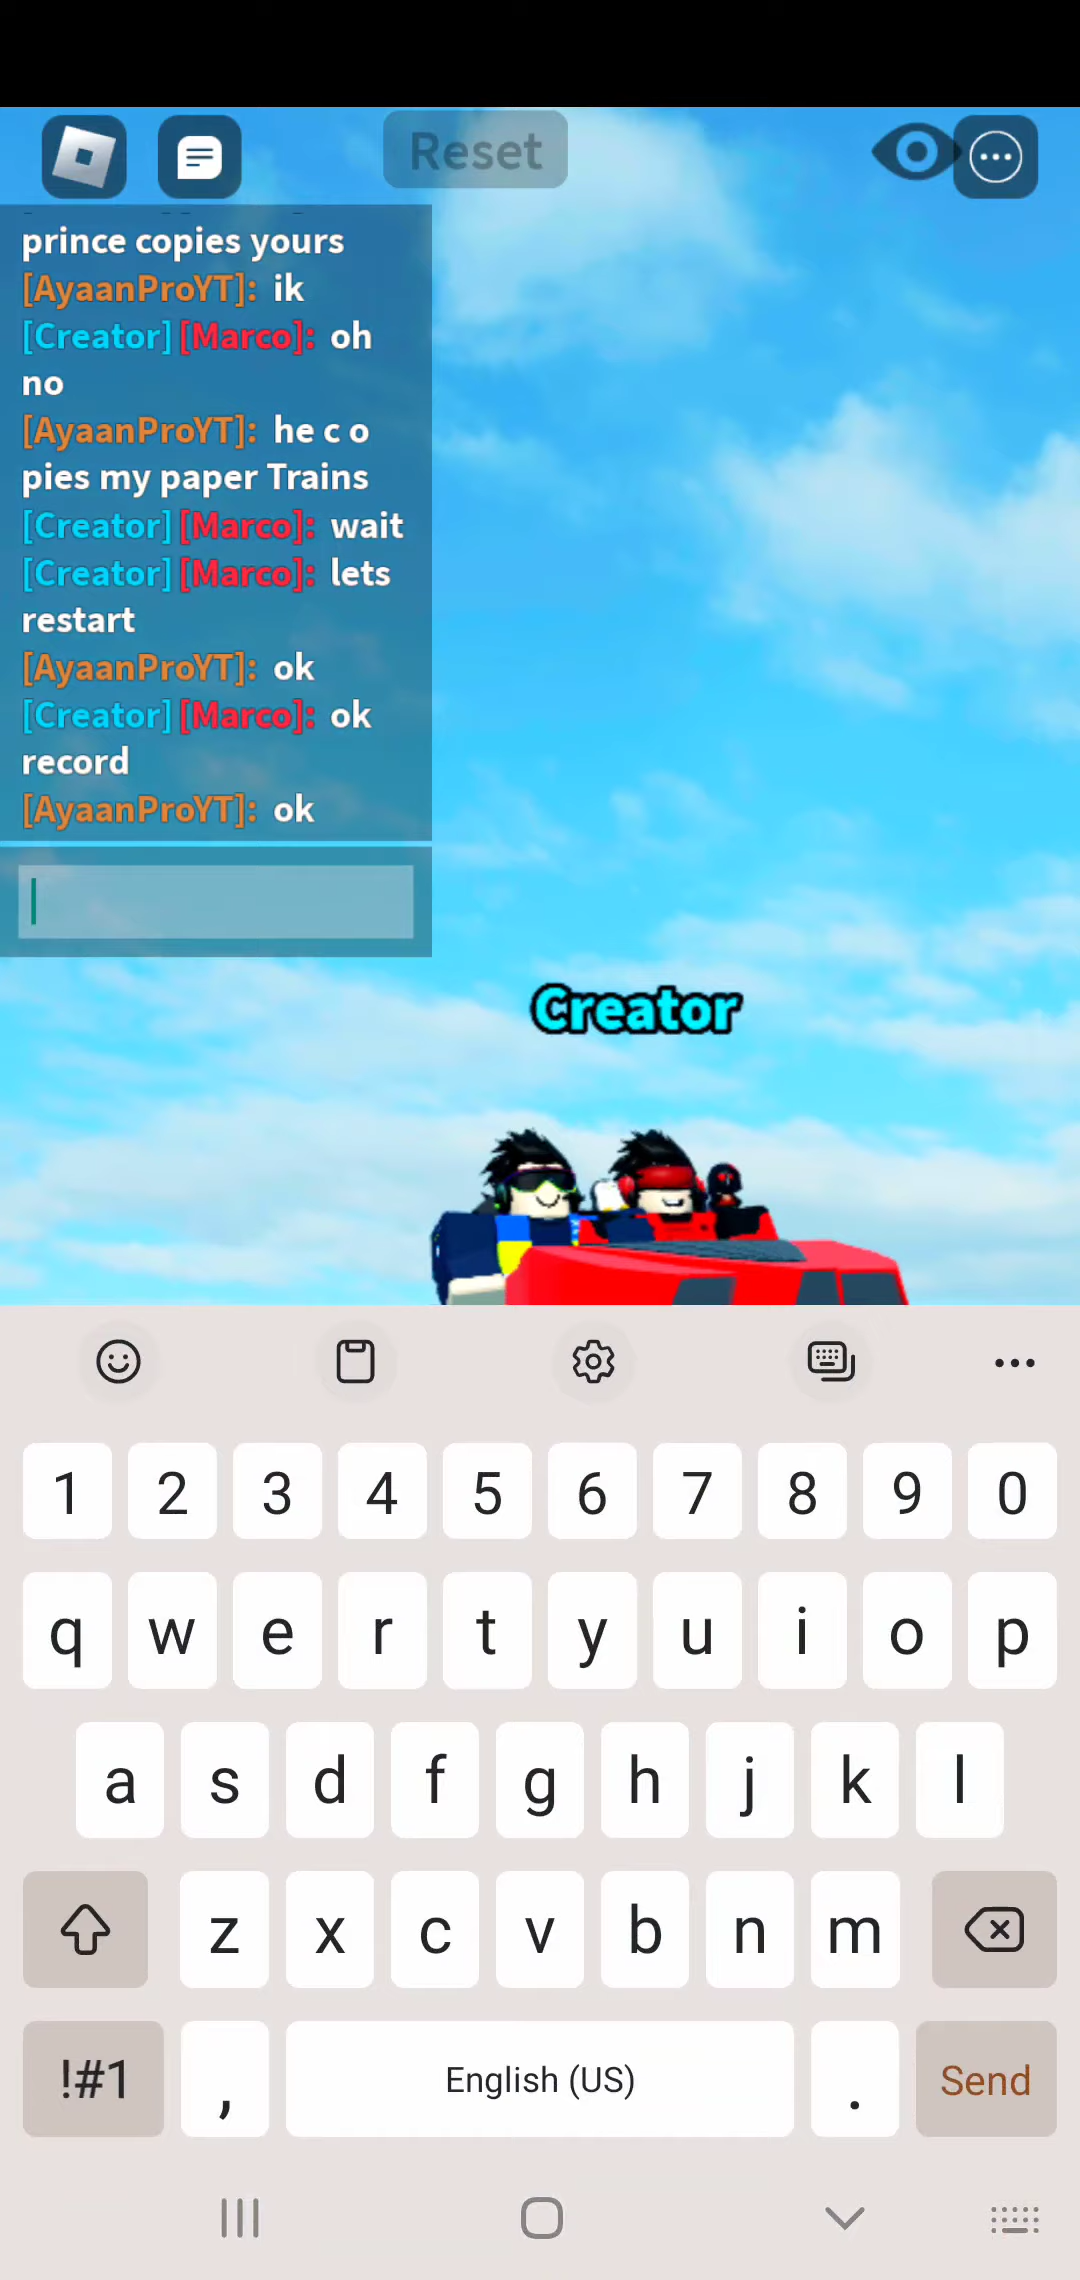 Reset
prince copies yours
[AyaanProYT]: ik
[Creator][Marco]: oh
no
[AyaanProYT]: he c o
pies my paper Trains
[Creator][Marco]: wait
[Creator][Marco]: lets
restart
[AyaanProYT]: ok
[Creator][Marco]: ok
record
[AyaanProYT]: ok
Creator
1 2 3 4 5 6 7 8 9 0
q w e r t y u i o p
a s d f g h j k l
z x c v b n m
!#1 , English (US) . Send